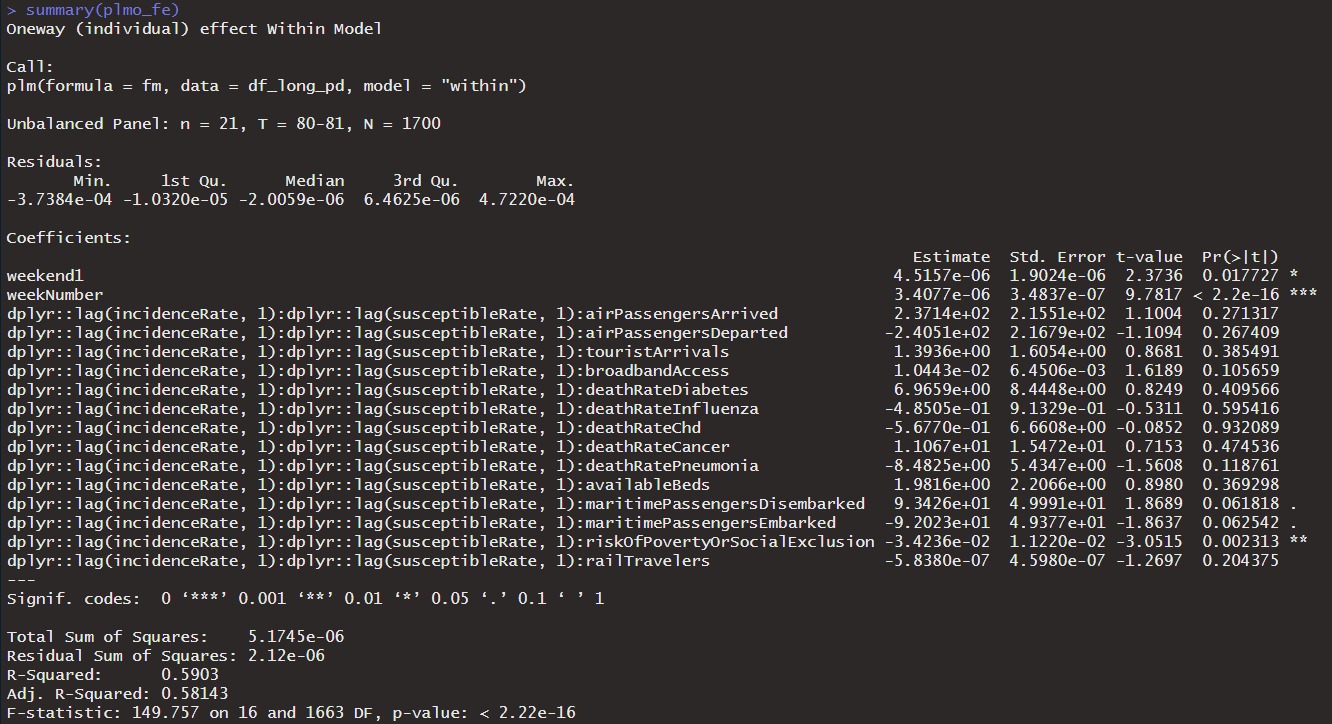 > summary(plmo_fe)
Oneway (individual) effect Within Model
Call:
plm(formula = fm, data = df_long_pd, model = "within")
Unbalanced Panel: n = 21, T = 80-81, N = 1700
Residuals:
Min. 1st Qu. Median 3rd Qu. Max.
-3.7384e-04 -1.0320e-05 -2.0059e-06 6.4625e-06 4.7220e-04
Coefficients:
Estimate Std. Error t-value Pr(>|t|)
weekend1 4.5157e-06 1.9024e-06 2.3736 0.017727 *
weekNumber 3.4077e-06 3.4837e-07 9.7817 < 2.2e-16 ***
dplyr::lag(incidenceRate, 1):dplyr::lag(susceptibleRate, 1):airPassengersArrived 2.3714e+02 2.1551e+02 1.1004 0.271317
dplyr::lag(incidenceRate, 1):dplyr::lag(susceptibleRate, 1):airPassengersDeparted -2.4051e+02 2.1679e+02 -1.1094 0.267409
dplyr::lag(incidenceRate, 1):dplyr::lag(susceptibleRate, 1):touristArrivals 1.3936e+00 1.6054e+00 0.8681 0.385491
dplyr::lag(incidenceRate, 1):dplyr::lag(susceptibleRate, 1):broadbandAccess 1.0443e-02 6.4506e-03 1.6189 0.105659
dplyr::lag(incidenceRate, 1):dplyr::lag(susceptibleRate, 1):deathRateDiabetes 6.9659e+00 8.4448e+00 0.8249 0.409566
dplyr::lag(incidenceRate, 1):dplyr::lag(susceptibleRate, 1):deathRateInfluenza -4.8505e-01 9.1329e-01 -0.5311 0.595416
dplyr::lag(incidenceRate, 1):dplyr::lag(susceptibleRate, 1):deathRateChd -5.6770e-01 6.6608e+00 -0.0852 0.932089
dplyr::lag(incidenceRate, 1):dplyr::lag(susceptibleRate, 1):deathRateCancer 1.1067e+01 1.5472e+01 0.7153 0.474536
dplyr::lag(incidenceRate, 1):dplyr::lag(susceptibleRate, 1):deathRatePneumonia -8.4825e+00 5.4347e+00 -1.5608 0.118761
dplyr::lag(incidenceRate, 1):dplyr::lag(susceptibleRate, 1):availableBeds 1.9816e+00 2.2066e+00 0.8980 0.369298
dplyr::lag(incidenceRate, 1):dplyr::lag(susceptibleRate, 1):maritimePassengersDisembarked 9.3426e+01 4.9991e+01 1.8689 0.061818 .
dplyr::lag(incidenceRate, 1):dplyr::lag(susceptibleRate, 1):maritimePassengersEmbarked -9.2023e+01 4.9377e+01 -1.8637 0.062542 .
dplyr::lag(incidenceRate, 1):dplyr::lag(susceptibleRate, 1):riskOfPovertyOrSocialExclusion -3.4236e-02 1.1220e-02 -3.0515 0.002313 **
dplyr::lag(incidenceRate, 1):dplyr::lag(susceptibleRate, 1):railTravelers -5.8380e-07 4.5980e-07 -1.2697 0.204375
---
Signif. codes: 0 ‘***’ 0.001 ‘**’ 0.01 ‘*’ 0.05 ‘.’ 0.1 ‘ ’ 1
Total Sum of Squares: 5.1745e-06
Residual Sum of Squares: 2.12e-06
R-Squared: 0.5903
Adj. R-Squared: 0.58143
F-statistic: 149.757 on 16 and 1663 DF, p-value: < 2.22e-16